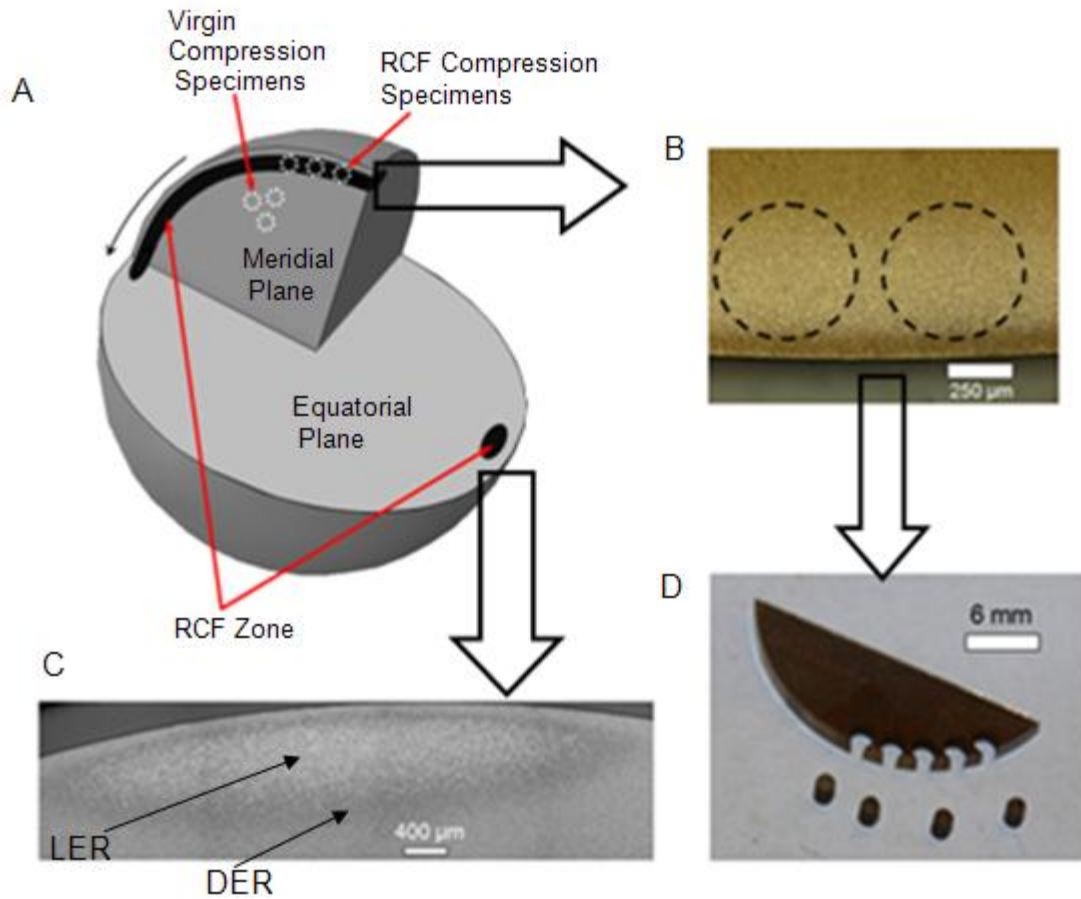 A
Virgin
Compression
Specimens
RCF Compression
Specimens
Meridial
Plane
Equatorial
Plane
RCF Zone
B
250 µm
C
400 µm
LER
DER
D
6 mm